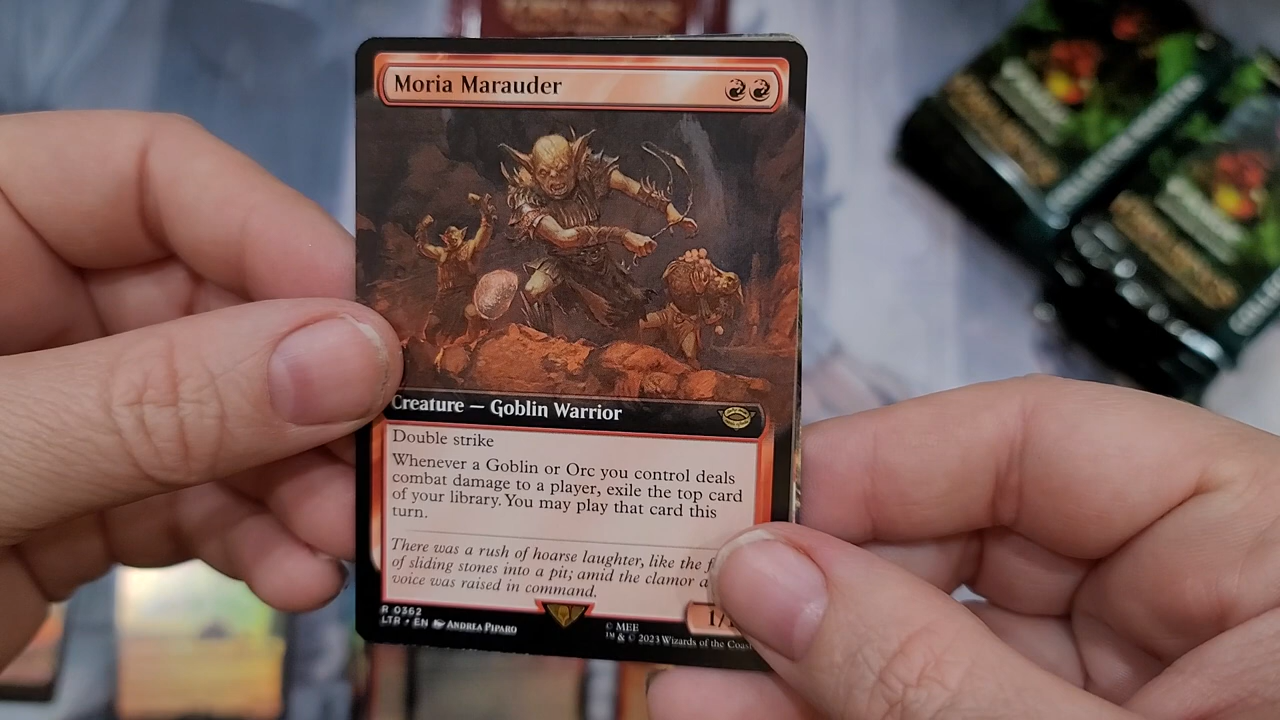 Moria Marauder
Creature — Goblin Warrior
Double strike
Whenever a Goblin or Orc you control deals
combat damage to a player, exile the top card
of your library. You may play that card this
turn.
There was a rush of hoarse laughter, like the
of sliding stones into a pit; amid the clamor a
voice was raised in command.
R 0362
LTR • EN Andrea Piparo
1/
© MEE
™ & © 2023 Wizards of the Coas